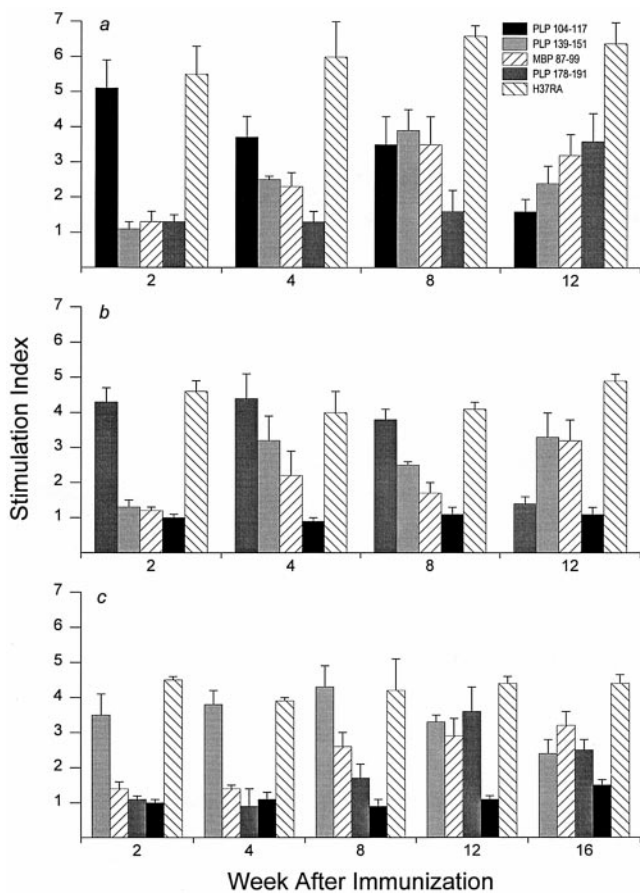 a
PLP 104-117
PLP 139-151
MBP 87-99
PLP 178-191
H37RA
7
6
5
4
3
2
1
2 4 8 12
b
7
6
5
4
3
2
1
2 4 8 12
Stimulation Index
c
7
6
5
4
3
2
1
2 4 8 12 16
Week After Immunization